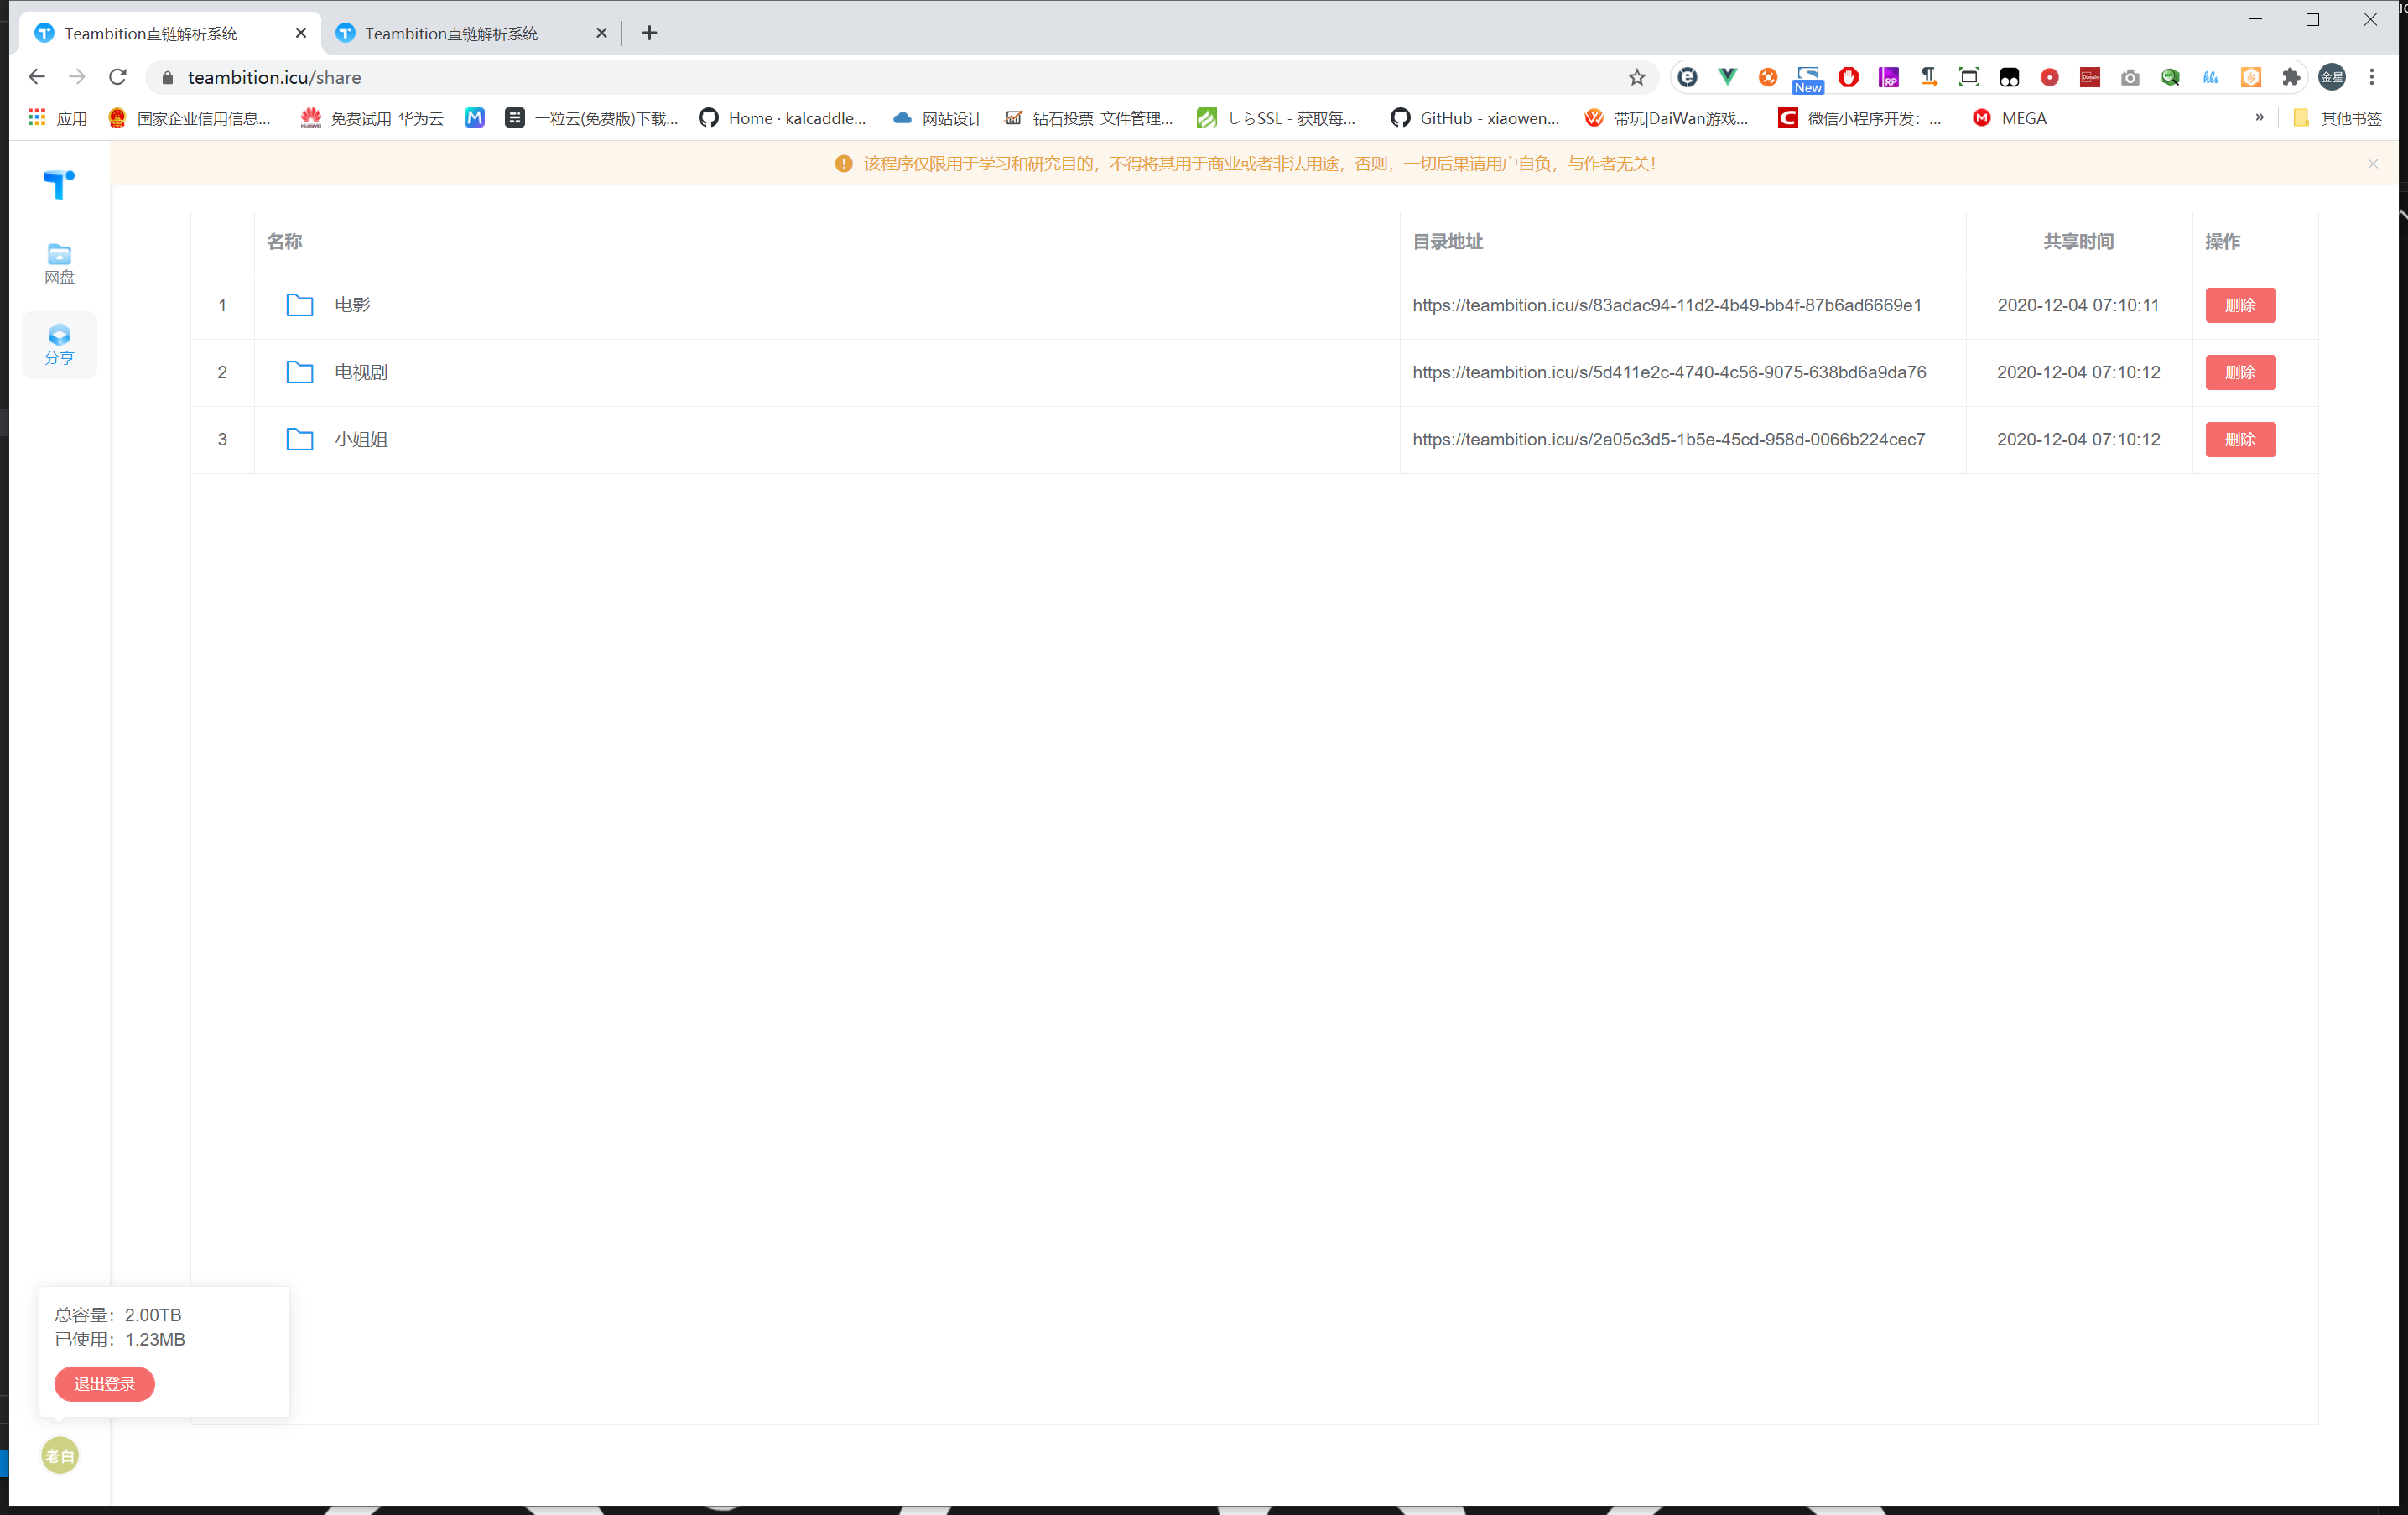 Teambition直链解析系统
Teambition直链解析系统
teambition.icu/share
New
金星
应用
国家企业信用信息...
免费试用_华为云
一粒云(免费版)下载...
Home · kalcaddle...
网站设计
钻石投票_文件管理...
しらSSL - 获取每...
GitHub - xiaowen...
带玩|DaiWan游戏...
微信小程序开发：...
MEGA
»
其他书签
该程序仅限用于学习和研究目的，不得将其用于商业或者非法用途，否则，一切后果请用户自负，与作者无关！
网盘
分享
名称 目录地址 共享时间 操作
1 电影 https://teambition.icu/s/83adac94-11d2-4b49-bb4f-87b6ad6669e1 2020-12-04 07:10:11 删除
2 电视剧 https://teambition.icu/s/5d411e2c-4740-4c56-9075-638bd6a9da76 2020-12-04 07:10:12 删除
3 小姐姐 https://teambition.icu/s/2a05c3d5-1b5e-45cd-958d-0066b224cec7 2020-12-04 07:10:12 删除
总容量：2.00TB
已使用：1.23MB
退出登录
老白